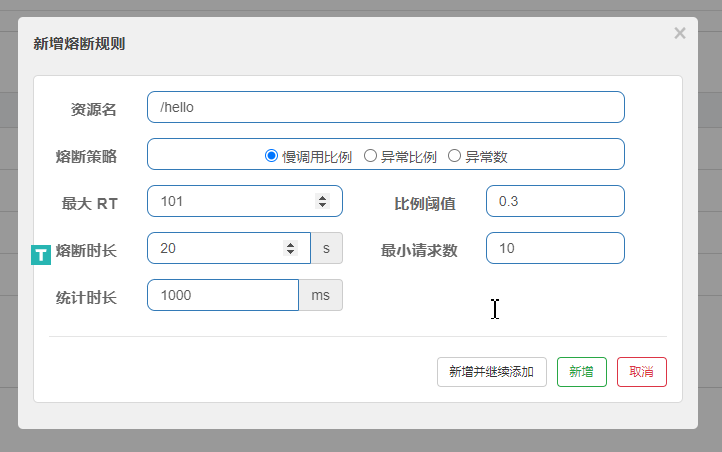 新增熔断规则 ×
资源名 /hello
熔断策略 慢调用比例 异常比例 异常数
最大 RT 101 比例阈值 0.3
T 熔断时长 20 s 最小请求数 10
统计时长 1000 ms
新增并继续添加 新增 取消